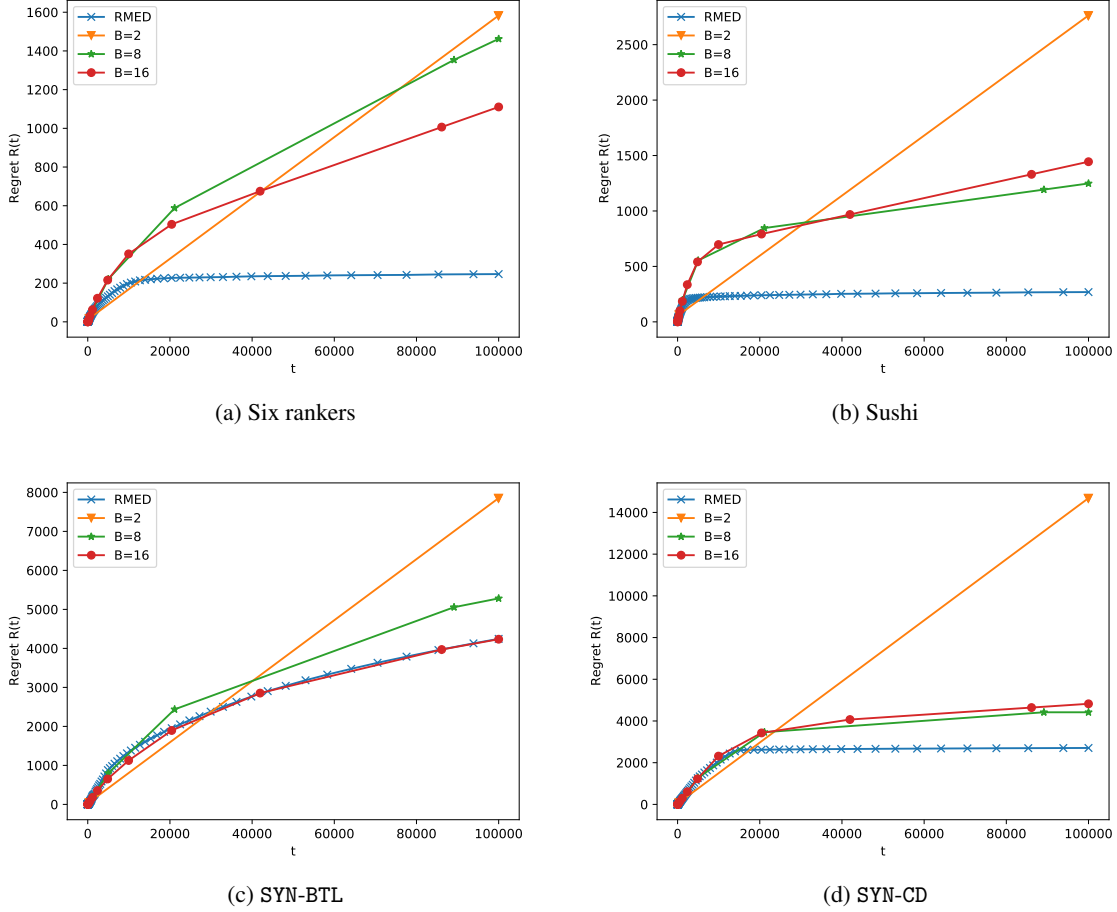 1600
1400
1200
1000
800
600
400
200
0
Regret R(t)
RMED
B=2
B=8
B=16
0 20000 40000 60000 80000 100000
t
(a) Six rankers
2500
2000
1500
1000
500
0
Regret R(t)
RMED
B=2
B=8
B=16
0 20000 40000 60000 80000 100000
t
(b) Sushi
8000
7000
6000
5000
4000
3000
2000
1000
0
Regret R(t)
RMED
B=2
B=8
B=16
0 20000 40000 60000 80000 100000
t
(c) SYN-BTL
14000
12000
10000
8000
6000
4000
2000
0
Regret R(t)
RMED
B=2
B=8
B=16
0 20000 40000 60000 80000 100000
t
(d) SYN-CD